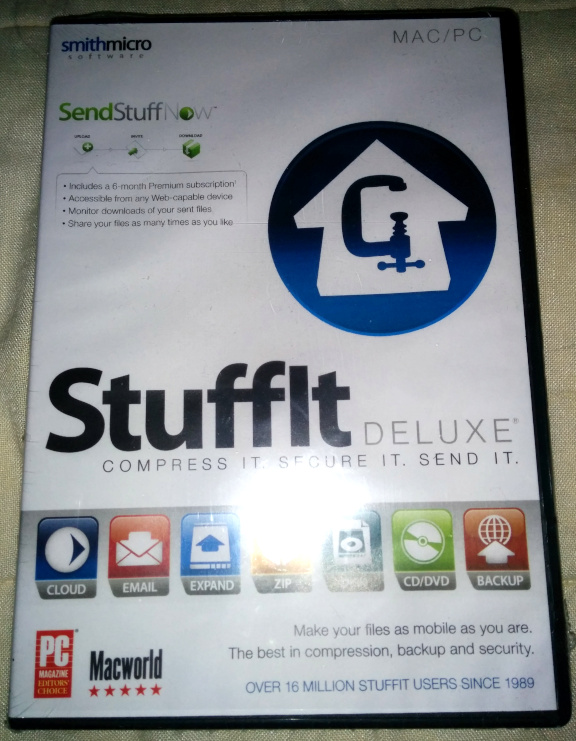 smithmicro
software
MAC/PC
SendStuffNow™
UPLOAD INVITE DOWNLOAD
• Includes a 6-month Premium subscription¹
• Accessible from any Web-capable device
• Monitor downloads of your sent files
• Share your files as many times as you like
StuffIt DELUXE®
COMPRESS IT. SECURE IT. SEND IT.
CLOUD EMAIL EXPAND ZIP CD/DVD BACKUP
Make your files as mobile as you are.
The best in compression, backup and security.
PC
MAGAZINE
EDITORS'
CHOICE
Macworld
OVER 16 MILLION STUFFIT USERS SINCE 1989